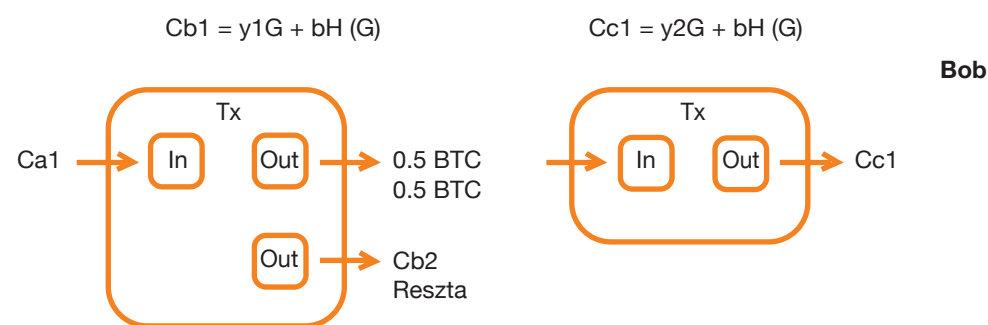 Cb1 = y1G + bH (G)
Cc1 = y2G + bH (G)
Bob
Tx
Tx
Ca1
In
Out
0.5 BTC
0.5 BTC
In
Out
Cc1
Out
Cb2
Reszta